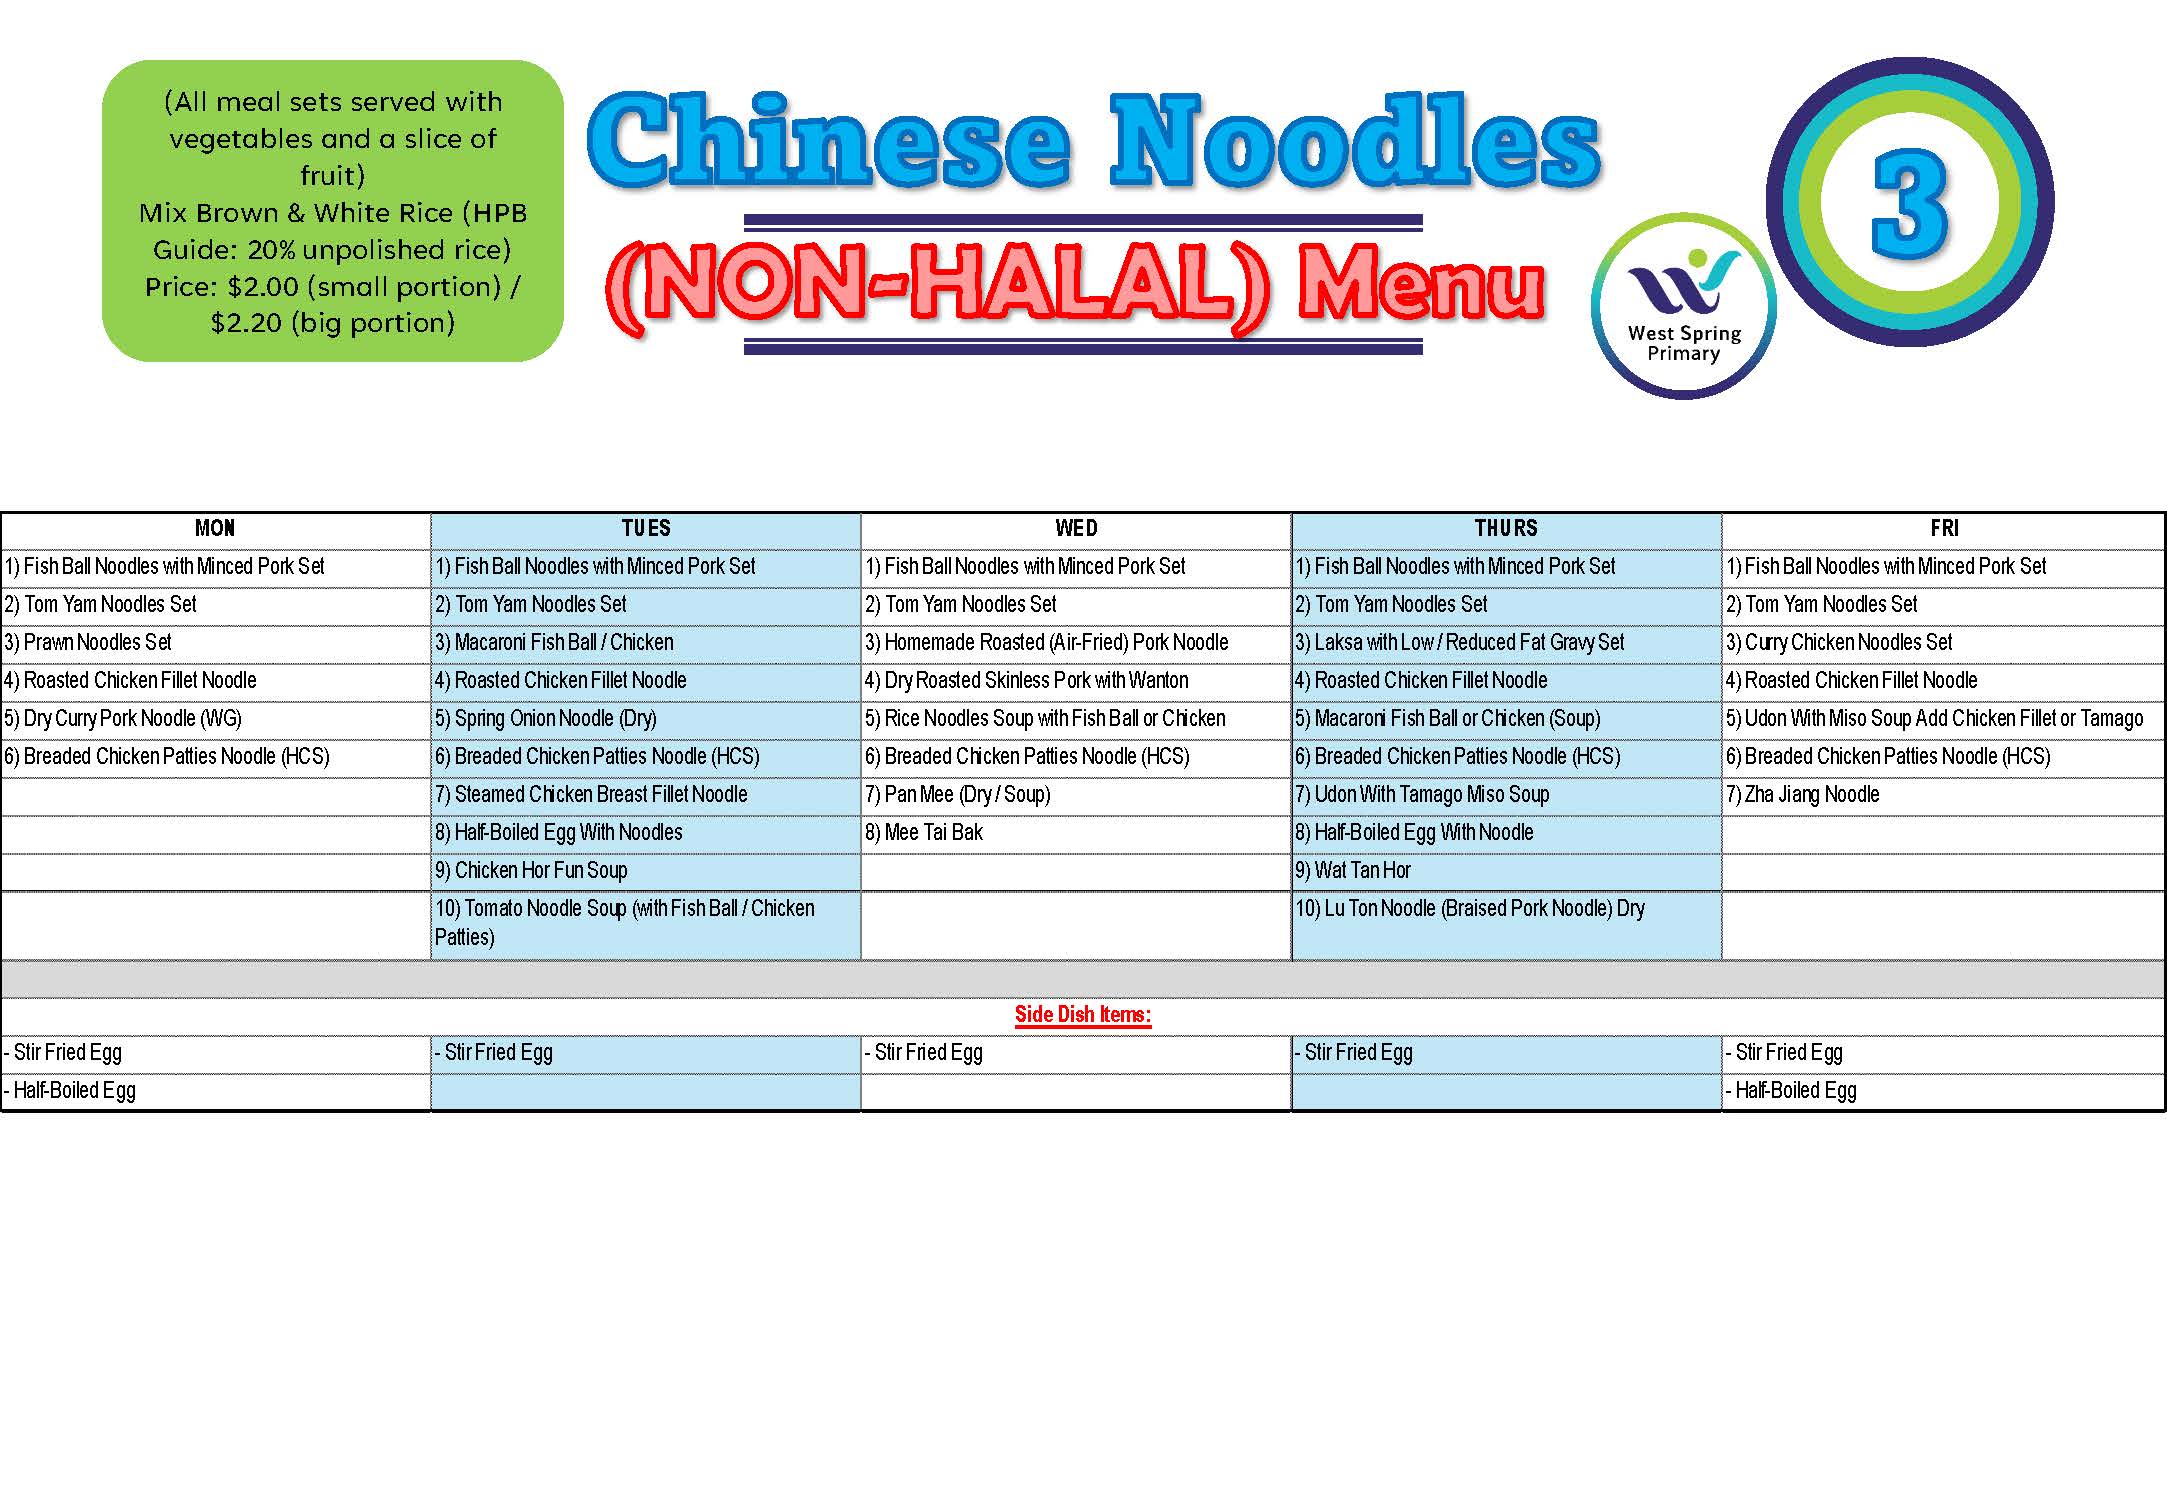 (All meal sets served with
vegetables and a slice of
fruit)
Mix Brown & White Rice (HPB
Guide: 20% unpolished rice)
Price: $2.00 (small portion) /
$2.20 (big portion)
Chinese Noodles
(NON-HALAL) Menu
West Spring
Primary
3
MON TUES WED THURS FRI
1) Fish Ball Noodles with Minced Pork Set 1) Fish Ball Noodles with Minced Pork Set 1) Fish Ball Noodles with Minced Pork Set 1) Fish Ball Noodles with Minced Pork Set 1) Fish Ball Noodles with Minced Pork Set
2) Tom Yam Noodles Set 2) Tom Yam Noodles Set 2) Tom Yam Noodles Set 2) Tom Yam Noodles Set 2) Tom Yam Noodles Set
3) Prawn Noodles Set 3) Macaroni Fish Ball / Chicken 3) Homemade Roasted (Air-Fried) Pork Noodle 3) Laksa with Low / Reduced Fat Gravy Set 3) Curry Chicken Noodles Set
4) Roasted Chicken Fillet Noodle 4) Roasted Chicken Fillet Noodle 4) Dry Roasted Skinless Pork with Wanton 4) Roasted Chicken Fillet Noodle 4) Roasted Chicken Fillet Noodle
5) Dry Curry Pork Noodle (WG) 5) Spring Onion Noodle (Dry) 5) Rice Noodles Soup with Fish Ball or Chicken 5) Macaroni Fish Ball or Chicken (Soup) 5) Udon With Miso Soup Add Chicken Fillet or Tamago
6) Breaded Chicken Patties Noodle (HCS) 6) Breaded Chicken Patties Noodle (HCS) 6) Breaded Chicken Patties Noodle (HCS) 6) Breaded Chicken Patties Noodle (HCS) 6) Breaded Chicken Patties Noodle (HCS)
7) Steamed Chicken Breast Fillet Noodle 7) Pan Mee (Dry / Soup) 7) Udon With Tamago Miso Soup 7) Zha Jiang Noodle
8) Half-Boiled Egg With Noodles 8) Mee Tai Bak 8) Half-Boiled Egg With Noodle
9) Chicken Hor Fun Soup 9) Wat Tan Hor
10) Tomato Noodle Soup (with Fish Ball / Chicken 10) Lu Ton Noodle (Braised Pork Noodle) Dry
Patties)
Side Dish Items:
- Stir Fried Egg - Stir Fried Egg - Stir Fried Egg - Stir Fried Egg - Stir Fried Egg
- Half-Boiled Egg - Half-Boiled Egg